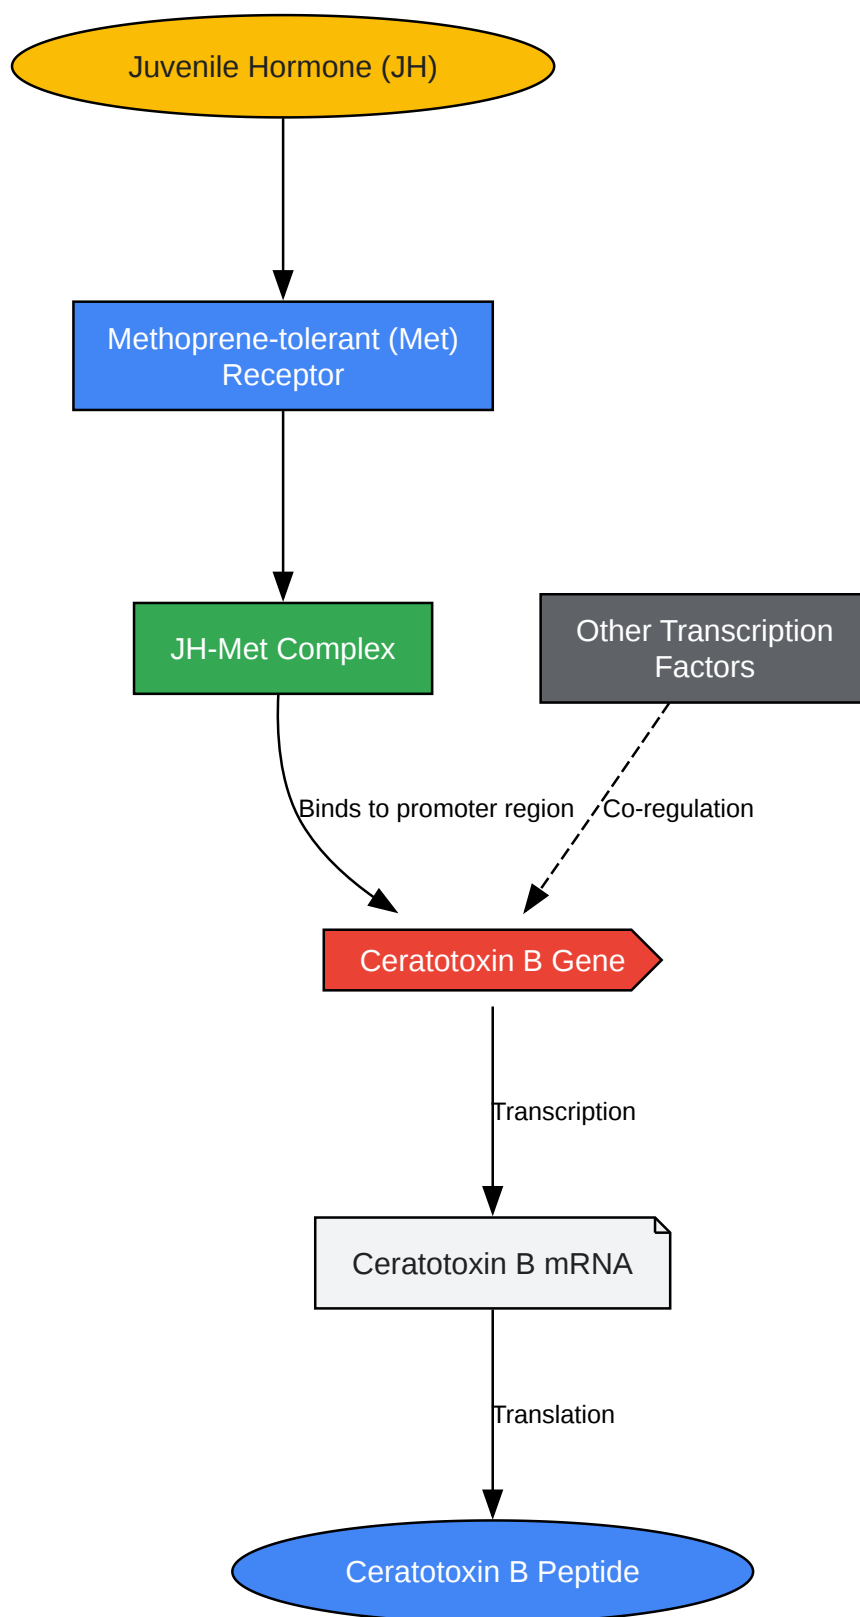 Juvenile Hormone (JH)
Methoprene-tolerant (Met)
Receptor
JH-Met Complex
Other Transcription
Factors
Binds to promoter region
Co-regulation
Ceratotoxin B Gene
Transcription
Ceratotoxin B mRNA
Translation
Ceratotoxin B Peptide